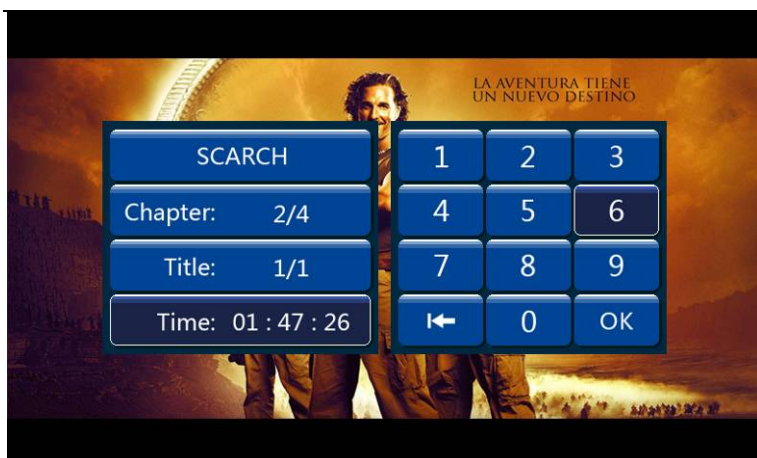 LA AVENTURA TIENE
UN NUEVO DESTINO
SCARCH
Chapter: 2/4
Title: 1/1
Time: 01 : 47 : 26
1 2 3
4 5 6
7 8 9
0 OK